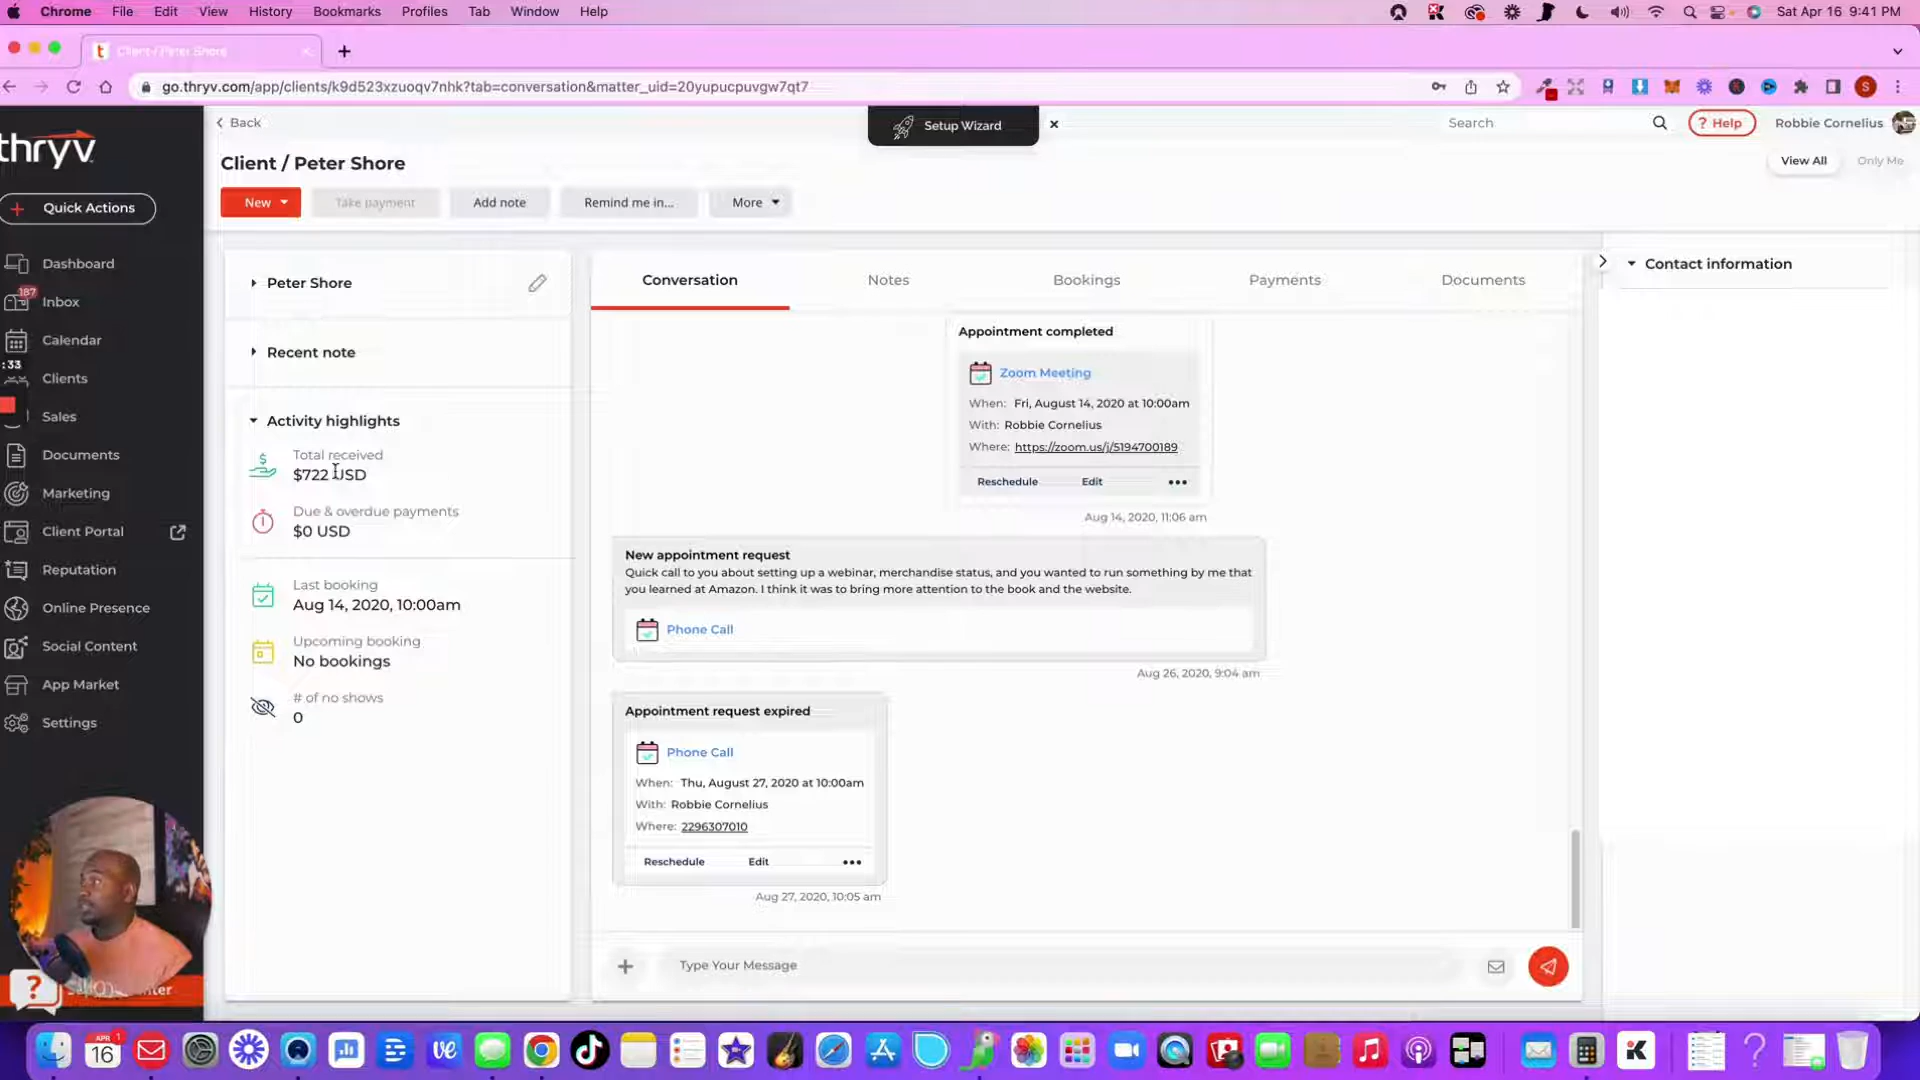 Chrome File Edit View History Bookmarks Profiles Tab Window Help
Sat Apr 16 9:41 PM
Client / Peter Shore
go.thryv.com/app/clients/k9d523xzuoqv7nhk?tab=conversation&matter_uid=20yupucpuvgw7qt7
thryv
Quick Actions
Dashboard
187
Inbox
Calendar
:33
Clients
Sales
Documents
Marketing
Client Portal
Reputation
Online Presence
Social Content
App Market
Settings
Back
Setup Wizard
Search
? Help
Robbie Cornelius
Client / Peter Shore
View All
Only Me
New
Take payment
Add note
Remind me in...
More
Peter Shore
Recent note
Activity highlights
Total received
$722 USD
Due & overdue payments
$0 USD
Last booking
Aug 14, 2020, 10:00am
Upcoming booking
No bookings
# of no shows
0
Conversation
Notes
Bookings
Payments
Documents
Appointment completed
Zoom Meeting
When: Fri, August 14, 2020 at 10:00am
With: Robbie Cornelius
Where: https://zoom.us/j/5194700189
Reschedule Edit
Aug 14, 2020, 11:06 am
New appointment request
Quick call to you about setting up a webinar, merchandise status, and you wanted to run something by me that
you learned at Amazon. I think it was to bring more attention to the book and the website.
Phone Call
Aug 26, 2020, 9:04 am
Appointment request expired
Phone Call
When: Thu, August 27, 2020 at 10:00am
With: Robbie Cornelius
Where: 2296307010
Reschedule Edit
Aug 27, 2020, 10:05 am
Type Your Message
Contact information
APR
16
1